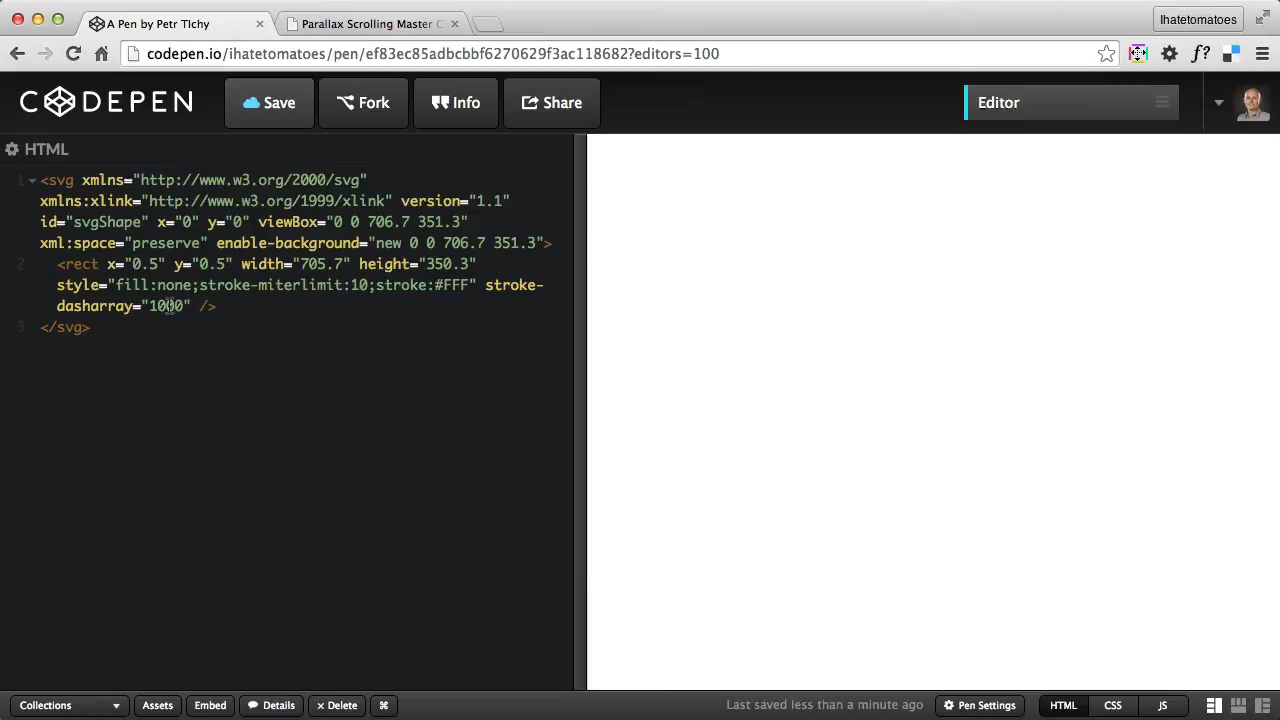 A Pen by Petr Tlchy
Parallax Scrolling Master C
lhatetomatoes
codepen.io/ihatetomatoes/pen/ef83ec85adbcbbf6270629f3ac118682?editors=100
f?
CODEPEN
Save
Fork
Info
Share
Editor
HTML
1 <svg xmlns="http://www.w3.org/2000/svg"
xmlns:xlink="http://www.w3.org/1999/xlink" version="1.1"
id="svgShape" x="0" y="0" viewBox="0 0 706.7 351.3"
xml:space="preserve" enable-background="new 0 0 706.7 351.3">
2 <rect x="0.5" y="0.5" width="705.7" height="350.3"
style="fill:none;stroke-miterlimit:10;stroke:#FFF" stroke-
dasharray="1000" />
3 </svg>
Collections
Assets
Embed
Details
× Delete
⌘
Last saved less than a minute ago
Pen Settings
HTML
CSS
JS